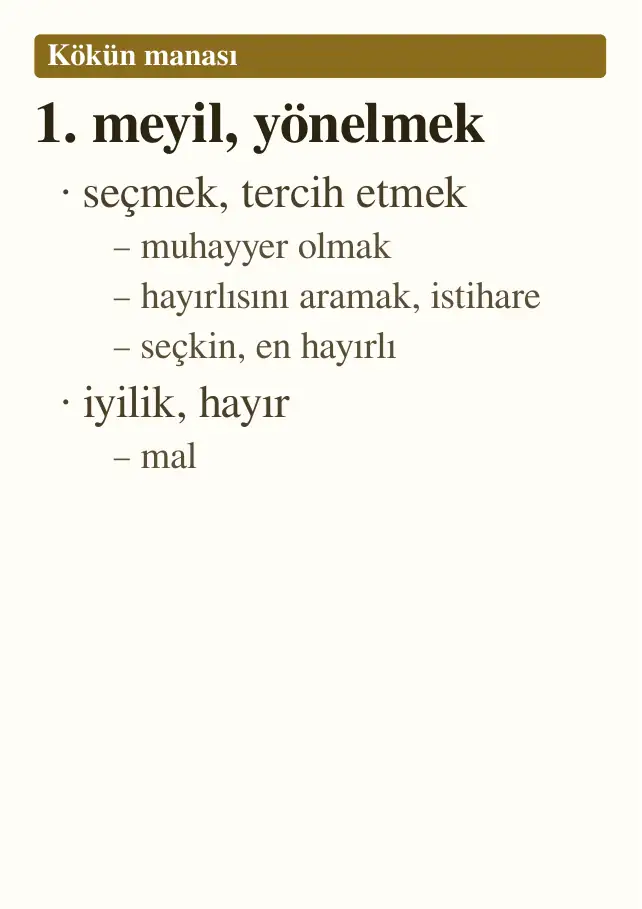 Kökün manası
1. meyil, yönelmek
· seçmek, tercih etmek
– muhayyer olmak
– hayırlısını aramak, istihare
– seçkin, en hayırlı
· iyilik, hayır
– mal